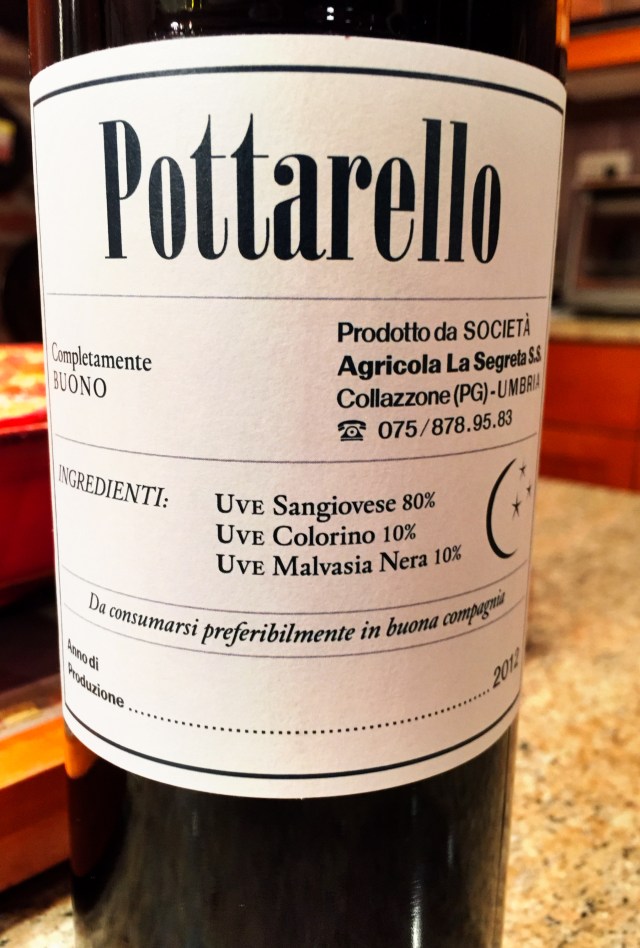 Pottarello
Completamente
BUONO
Prodotto da SOCIETÀ
Agricola La Segreta S.S.
Collazzone (PG) - UMBRIA
☎ 075/878.95.83
INGREDIENTI:
UVE Sangiovese 80%
UVE Colorino 10%
UVE Malvasia Nera 10%
Da consumarsi preferibilmente in buona compagnia
Anno di
Produzione ........................................ 2012